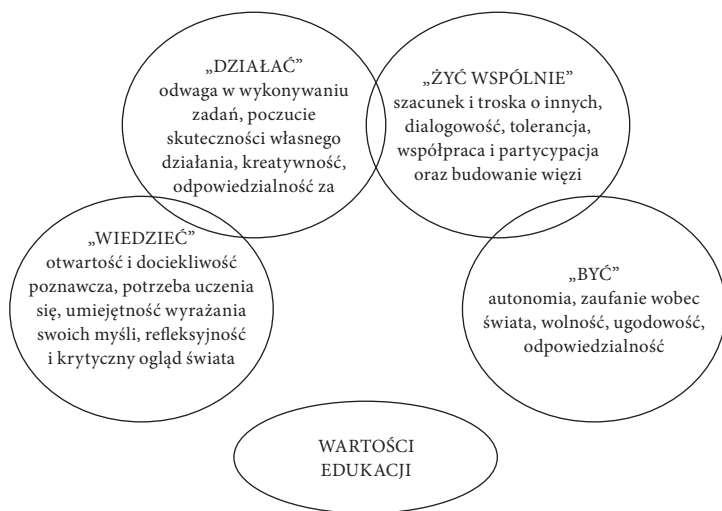 „DZIAŁAĆ”
odwaga w wykonywaniu
zadań, poczucie
skuteczności własnego
działania, kreatywność,
odpowiedzialność za
„ŻYĆ WSPÓLNIE”
szacunek i troska o innych,
dialogowość, tolerancja,
współpraca i partycypacja
oraz budowanie więzi
„WIEDZIEĆ”
otwartość i dociekliwość
poznawcza, potrzeba uczenia
się, umiejętność wyrażania
swoich myśli, refleksyjność
i krytyczny ogląd świata
„BYĆ”
autonomia, zaufanie wobec
świata, wolność, ugodowość,
odpowiedzialność
WARTOŚCI
EDUKACJI